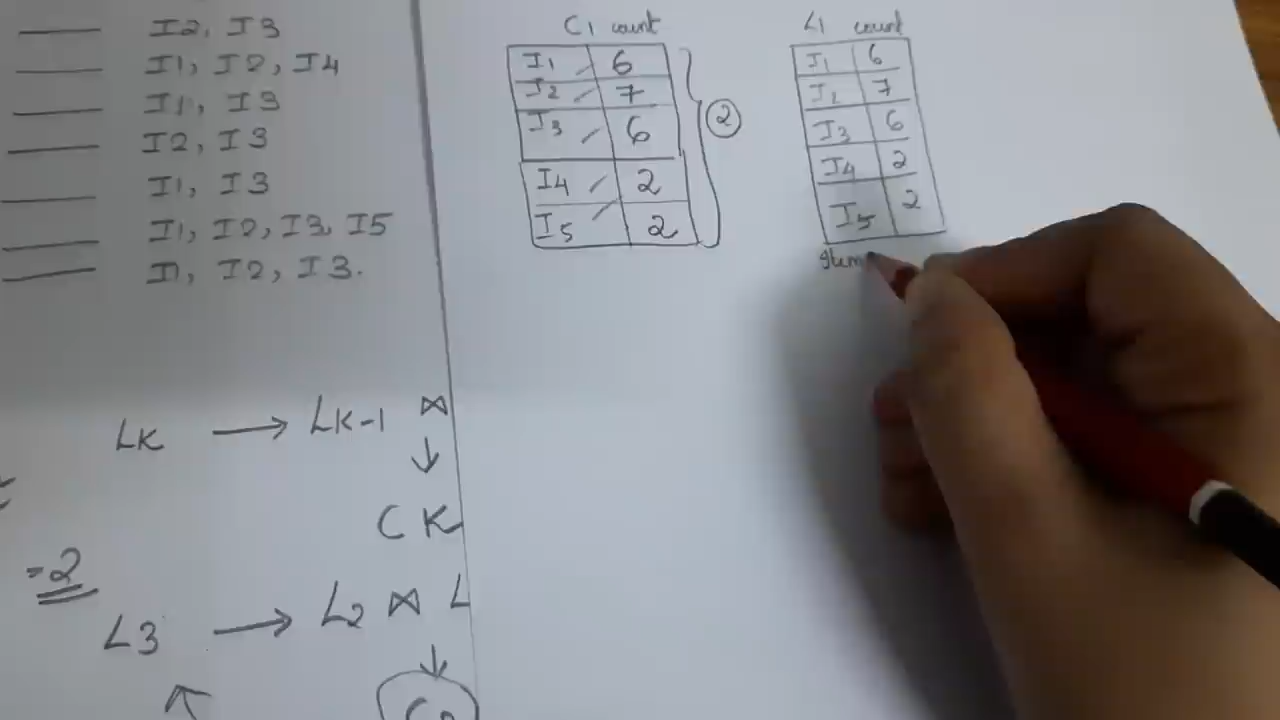 I2, I3
I1, I2, I4
I1, I3
I2, I3
I1, I3
I1, I2, I3, I5
I1, I2, I3.
LK → LK-1 ⋈
↓
CK
=2
L3 → L2 ⋈ L
↓
C1 count
I1 6
I2 7
I3 6
I4 2
I5 2
2
L1 count
I1 6
I2 7
I3 6
I4 2
I5 2
Item